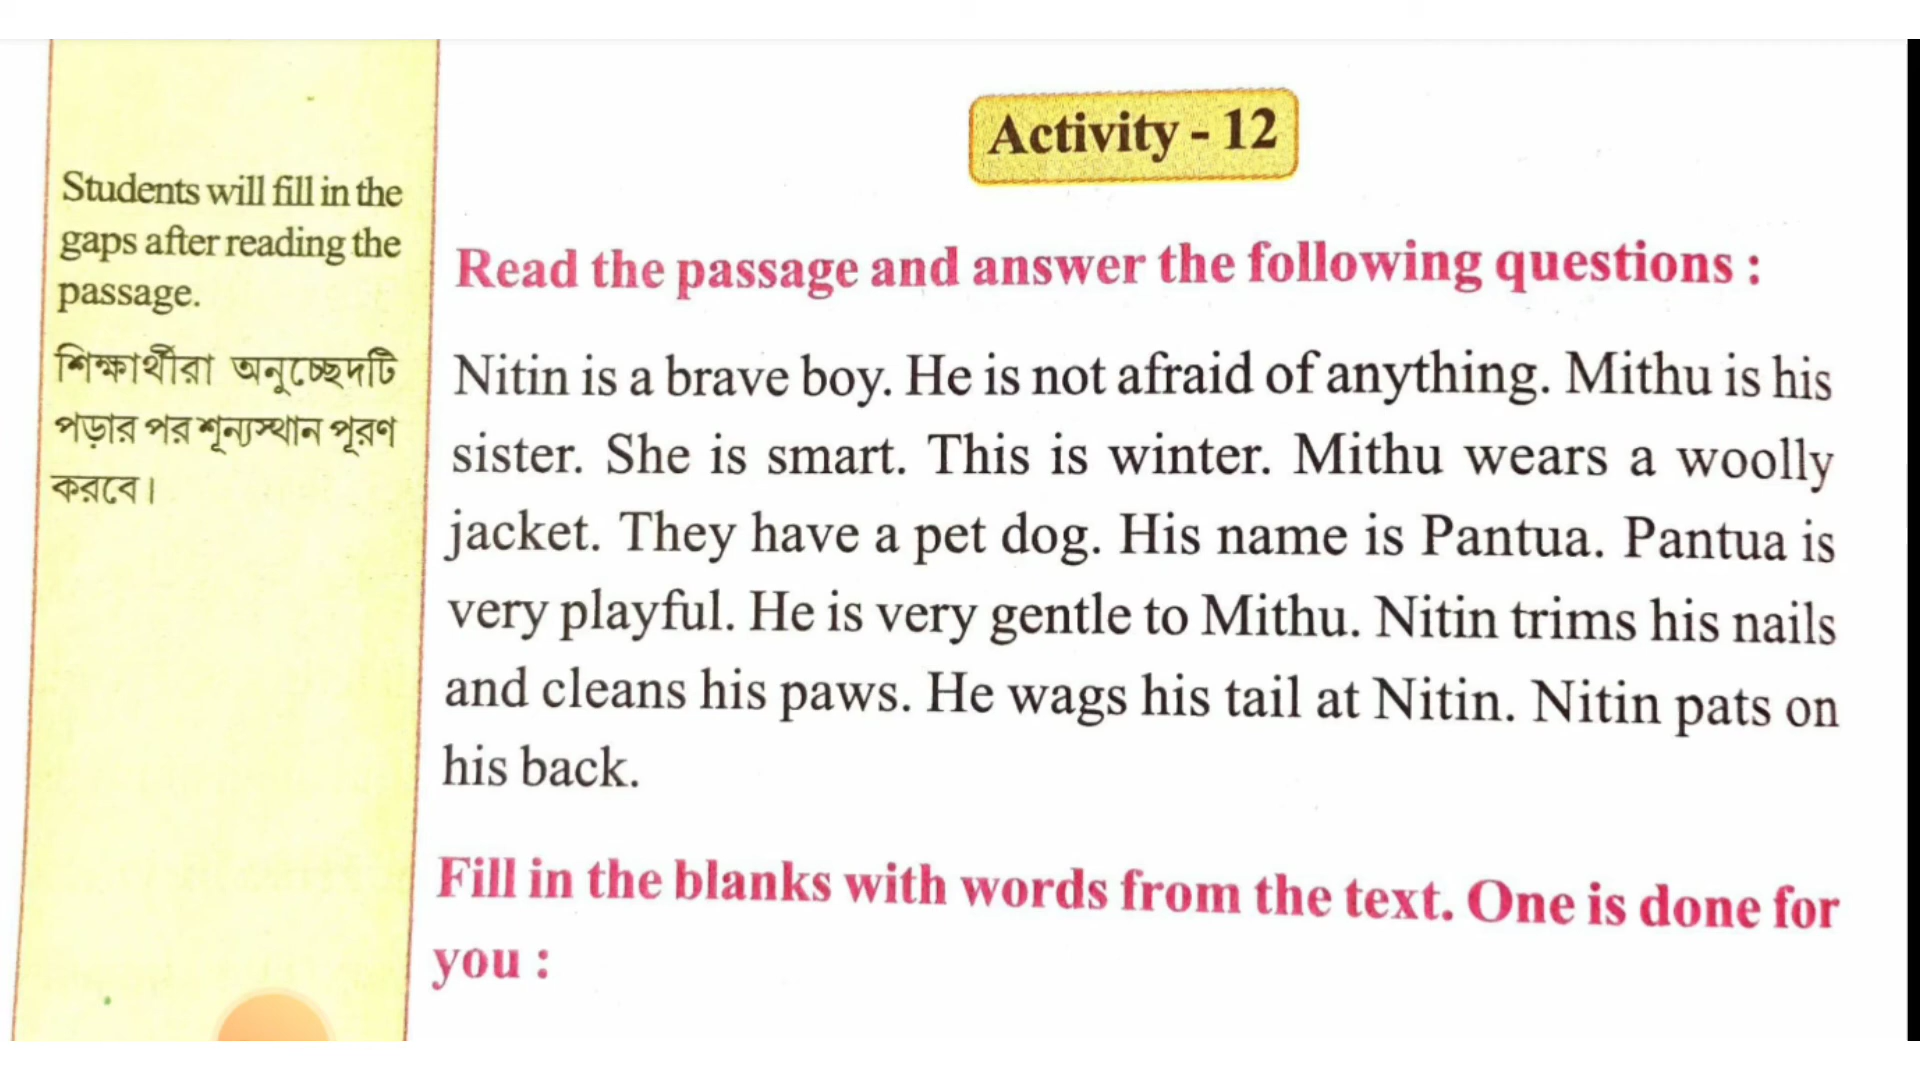 Activity - 12
Students will fill in the
gaps after reading the
passage.
শিক্ষার্থীরা অনুচ্ছেদটি
পড়ার পর শূন্যস্থান পূরণ
করবে।
Read the passage and answer the following questions :
Nitin is a brave boy. He is not afraid of anything. Mithu is his
sister. She is smart. This is winter. Mithu wears a woolly
jacket. They have a pet dog. His name is Pantua. Pantua is
very playful. He is very gentle to Mithu. Nitin trims his nails
and cleans his paws. He wags his tail at Nitin. Nitin pats on
his back.
Fill in the blanks with words from the text. One is done for
you :